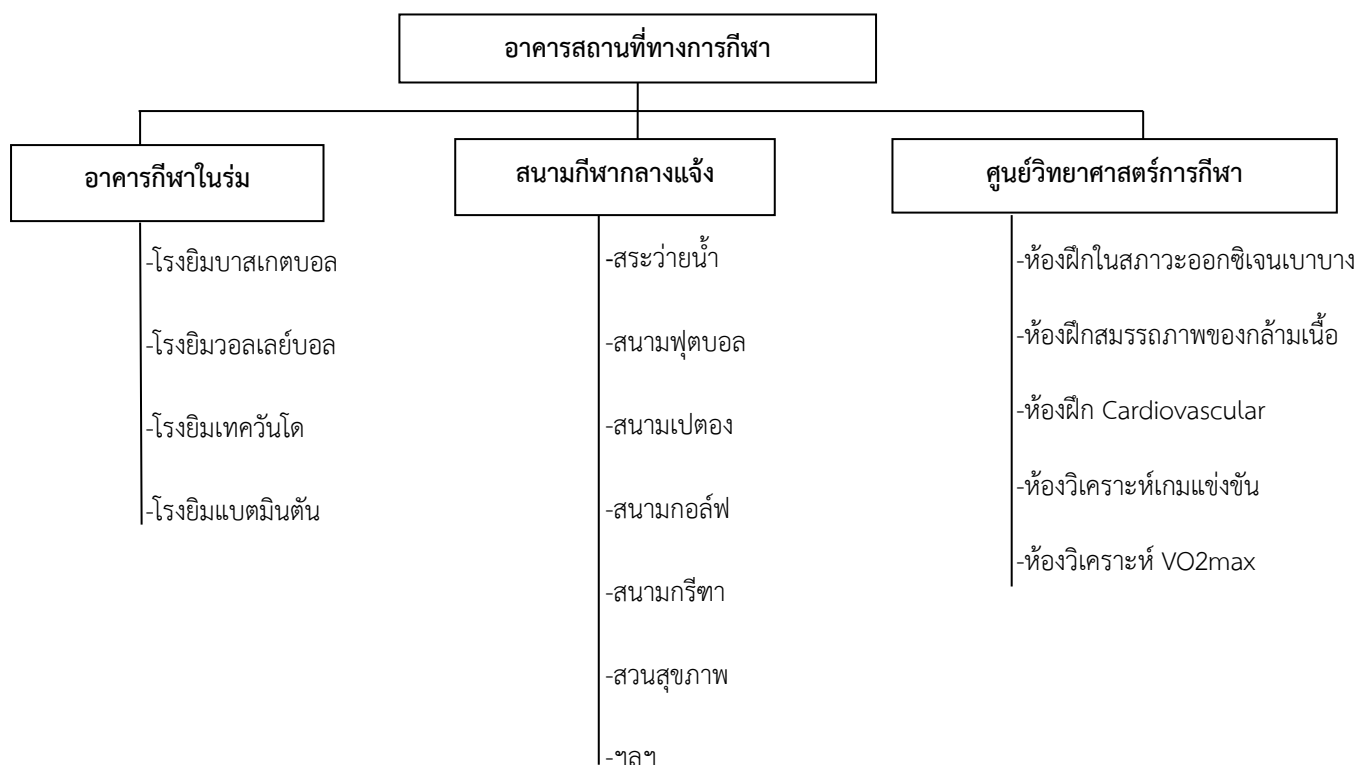 อาคารสถานที่ทางการกีฬา
อาคารกีฬาในร่ม
-โรงยิมบาสเกตบอล
-โรงยิมวอลเลย์บอล
-โรงยิมเทควันโด
-โรงยิมแบตมินตัน
สนามกีฬากลางแจ้ง
-สระว่ายน้ำ
-สนามฟุตบอล
-สนามเปตอง
-สนามกอล์ฟ
-สนามกรีฑา
-สวนสุขภาพ
-ฯลฯ
ศูนย์วิทยาศาสตร์การกีฬา
-ห้องฝึกในสภาวะออกซิเจนเบาบาง
-ห้องฝึกสมรรถภาพของกล้ามเนื้อ
-ห้องฝึก Cardiovascular
-ห้องวิเคราะห์เกมแข่งขัน
-ห้องวิเคราะห์ VO2max